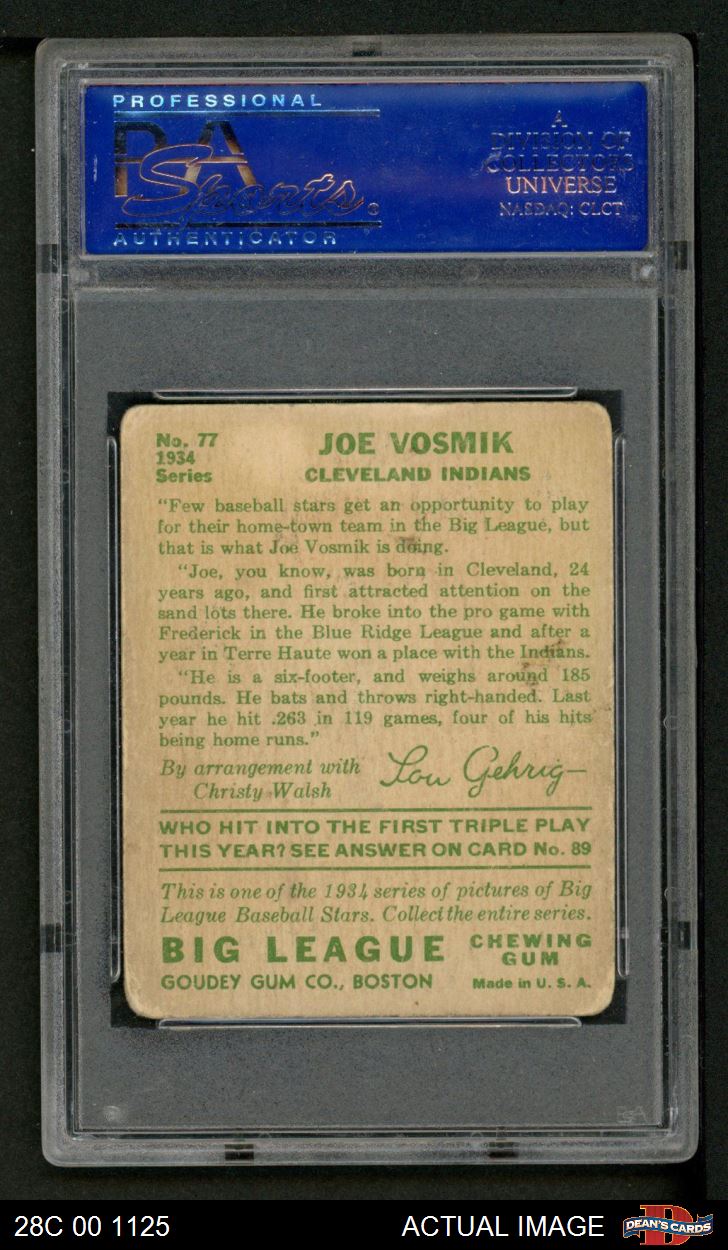 PROFESSIONAL
PSA
Sports
AUTHENTICATOR
A
DIVISION OF
COLLECTORS
UNIVERSE
NASDAQ: CLCT
No. 77
1934
Series
JOE VOSMIK
CLEVELAND INDIANS
"Few baseball stars get an opportunity to play
for their home-town team in the Big League, but
that is what Joe Vosmik is doing.
"Joe, you know, was born in Cleveland, 24
years ago, and first attracted attention on the
sand lots there. He broke into the pro game with
Frederick in the Blue Ridge League and after a
year in Terre Haute won a place with the Indians.
"He is a six-footer, and weighs around 185
pounds. He bats and throws right-handed. Last
year he hit .263 in 119 games, four of his hits
being home runs."
By arrangement with
Christy Walsh
Lou Gehrig
WHO HIT INTO THE FIRST TRIPLE PLAY
THIS YEAR? SEE ANSWER ON CARD No. 89
This is one of the 1934 series of pictures of Big
League Baseball Stars. Collect the entire series.
BIG LEAGUE CHEWING GUM
GOUDEY GUM CO., BOSTON Made in U. S. A.
PSA
28C 00 1125 ACTUAL IMAGE DEAN'S CARDS